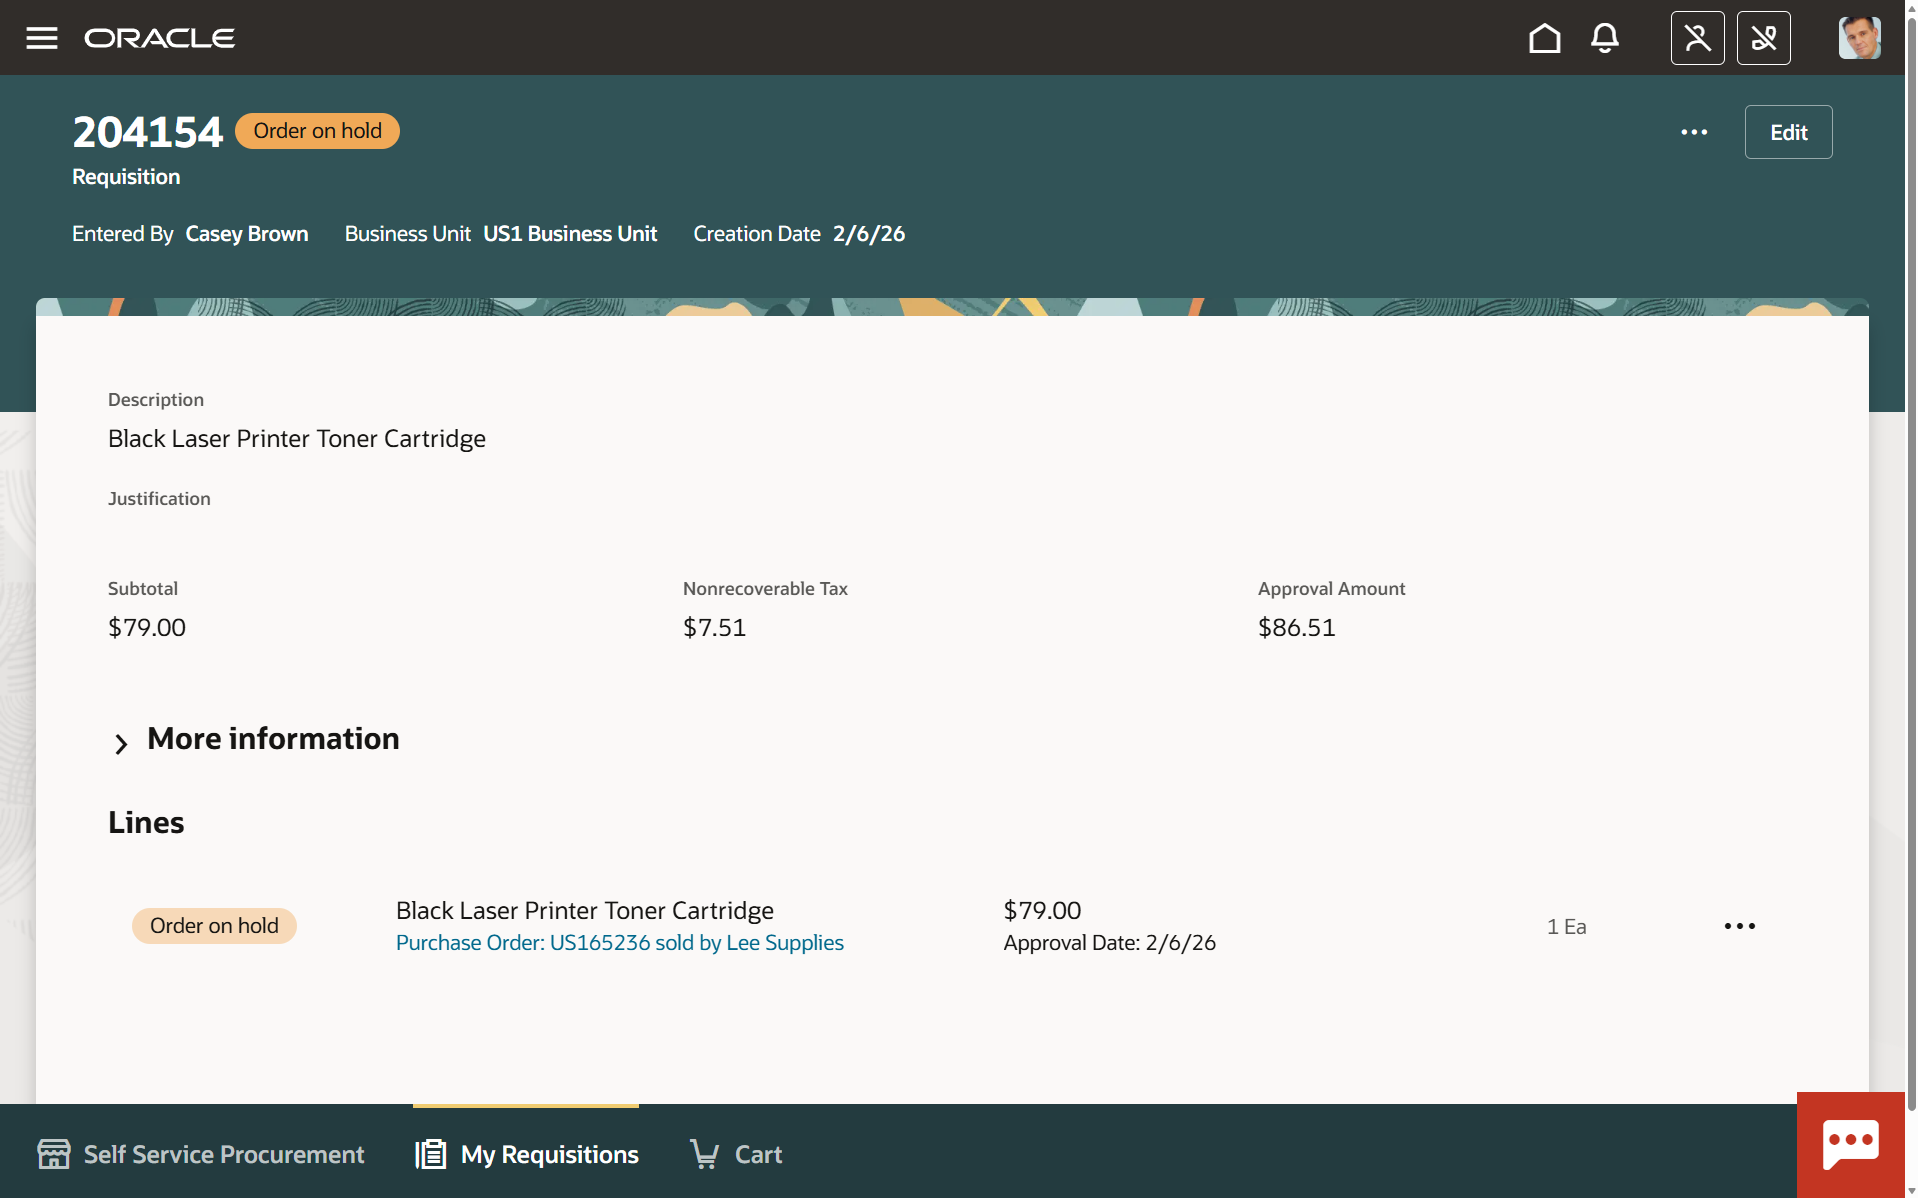 ORACLE
204154 Order on hold
Edit
Requisition
Entered By Casey Brown Business Unit US1 Business Unit Creation Date 2/6/26
Description
Black Laser Printer Toner Cartridge
Justification
Subtotal Nonrecoverable Tax Approval Amount
$79.00 $7.51 $86.51
More information
Lines
Order on hold
Black Laser Printer Toner Cartridge
Purchase Order: US165236 sold by Lee Supplies
$79.00
Approval Date: 2/6/26
1 Ea
Self Service Procurement My Requisitions Cart